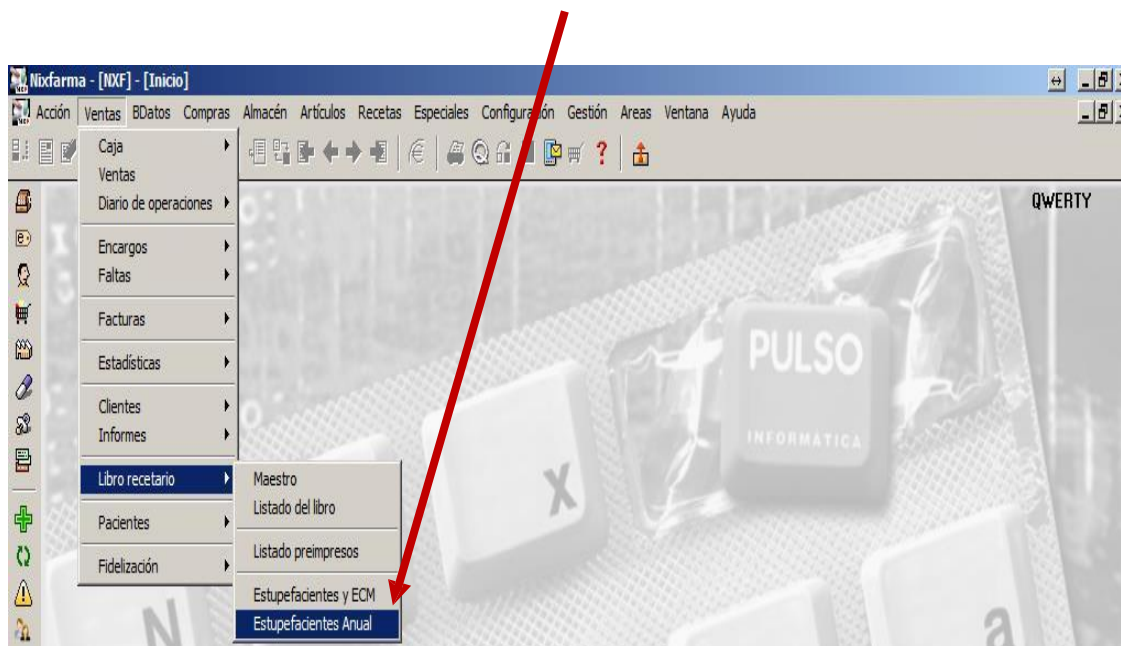 Nixfarma - [NXF] - [Inicio]
Acción Ventas BDatos Compras Almacén Artículos Recetas Especiales Configuración Gestión Areas Ventana Ayuda
QWERTY
Caja
Ventas
Diario de operaciones
Encargos
Faltas
Facturas
Estadísticas
Clientes
Informes
Libro recetario
Pacientes
Fidelización
Maestro
Listado del libro
Listado preimpresos
Estupefacientes y ECM
Estupefacientes Anual
PULSO
INFORMATICA
X
N
a